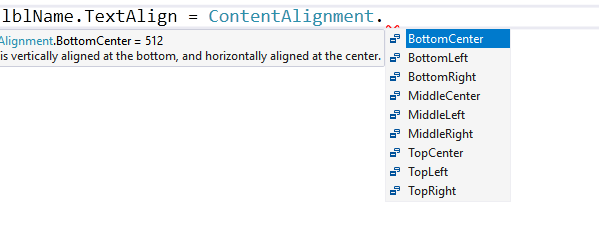 lblName.TextAlign = ContentAlignment.
Alignment.BottomCenter = 512
is vertically aligned at the bottom, and horizontally aligned at the center.
BottomCenter
BottomLeft
BottomRight
MiddleCenter
MiddleLeft
MiddleRight
TopCenter
TopLeft
TopRight